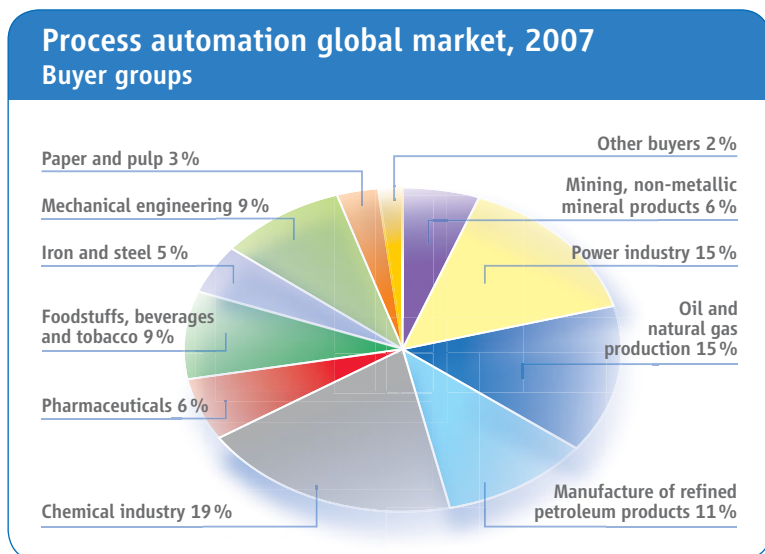 Process automation global market, 2007
Buyer groups
Other buyers 2 %
Paper and pulp 3 %
Mining, non-metallic
mineral products 6 %
Mechanical engineering 9 %
Iron and steel 5 %
Power industry 15 %
Foodstuffs, beverages
and tobacco 9 %
Oil and
natural gas
production 15 %
Pharmaceuticals 6 %
Chemical industry 19 %
Manufacture of refined
petroleum products 11 %